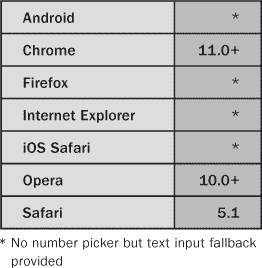 Android *
Chrome 11.0+
Firefox *
Internet Explorer *
iOS Safari *
Opera 10.0+
Safari 5.1
* No number picker but text input fallback
provided